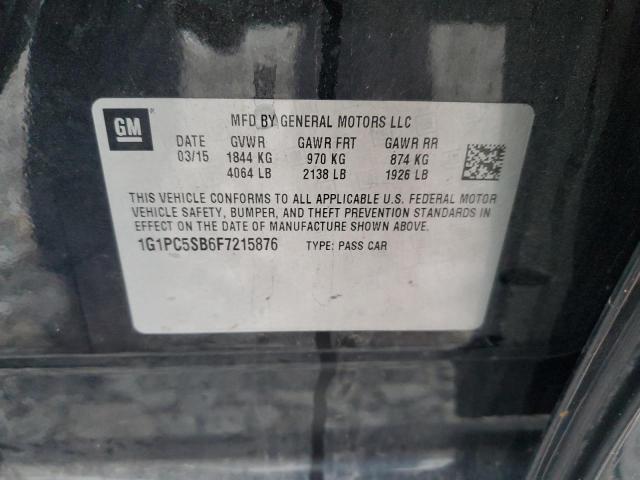 GM
MFD BY GENERAL MOTORS LLC
DATE GVWR GAWR FRT GAWR RR
03/15 1844 KG 970 KG 874 KG
4064 LB 2138 LB 1926 LB
THIS VEHICLE CONFORMS TO ALL APPLICABLE U.S. FEDERAL MOTOR
VEHICLE SAFETY, BUMPER, AND THEFT PREVENTION STANDARDS IN
EFFECT ON THE DATE OF MANUFACTURE SHOWN ABOVE.
1G1PC5SB6F7215876 TYPE: PASS CAR